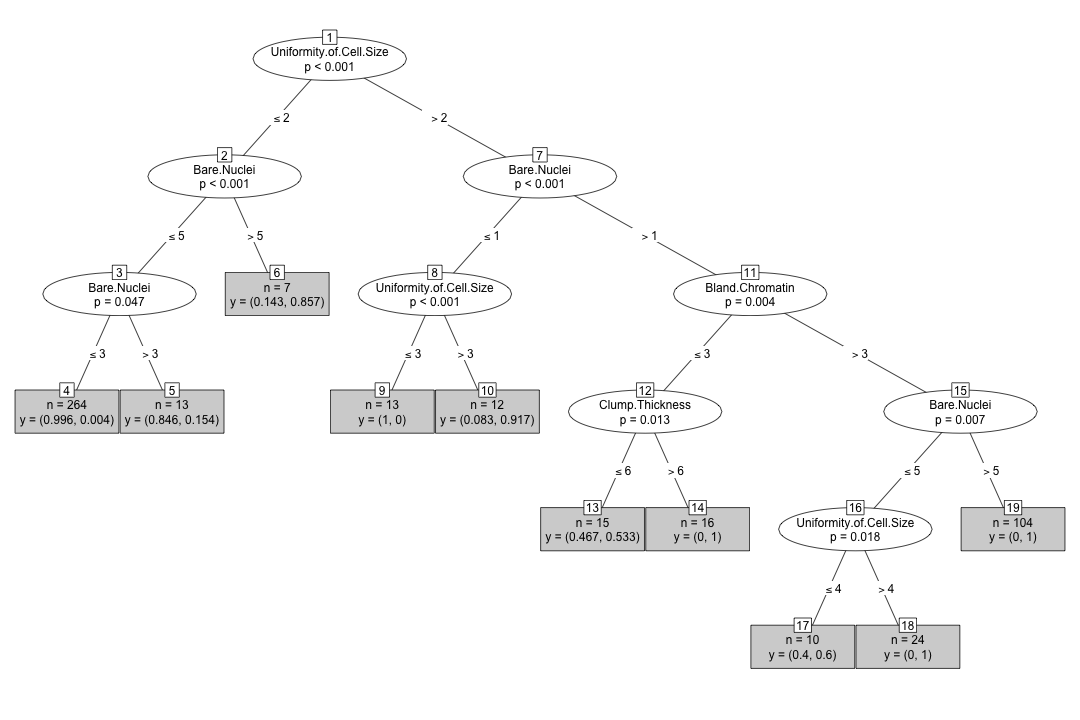 1
Uniformity.of.Cell.Size
p < 0.001
≤ 2
> 2
2
Bare.Nuclei
p < 0.001
7
Bare.Nuclei
p < 0.001
≤ 5
> 5
≤ 1
> 1
3
Bare.Nuclei
p = 0.047
6
n = 7
y = (0.143, 0.857)
8
Uniformity.of.Cell.Size
p < 0.001
11
Bland.Chromatin
p = 0.004
≤ 3
> 3
≤ 3
> 3
≤ 3
> 3
4
n = 264
y = (0.996, 0.004)
5
n = 13
y = (0.846, 0.154)
9
n = 13
y = (1, 0)
10
n = 12
y = (0.083, 0.917)
12
Clump.Thickness
p = 0.013
15
Bare.Nuclei
p = 0.007
≤ 6
> 6
≤ 5
> 5
13
n = 15
y = (0.467, 0.533)
14
n = 16
y = (0, 1)
16
Uniformity.of.Cell.Size
p = 0.018
19
n = 104
y = (0, 1)
≤ 4
> 4
17
n = 10
y = (0.4, 0.6)
18
n = 24
y = (0, 1)